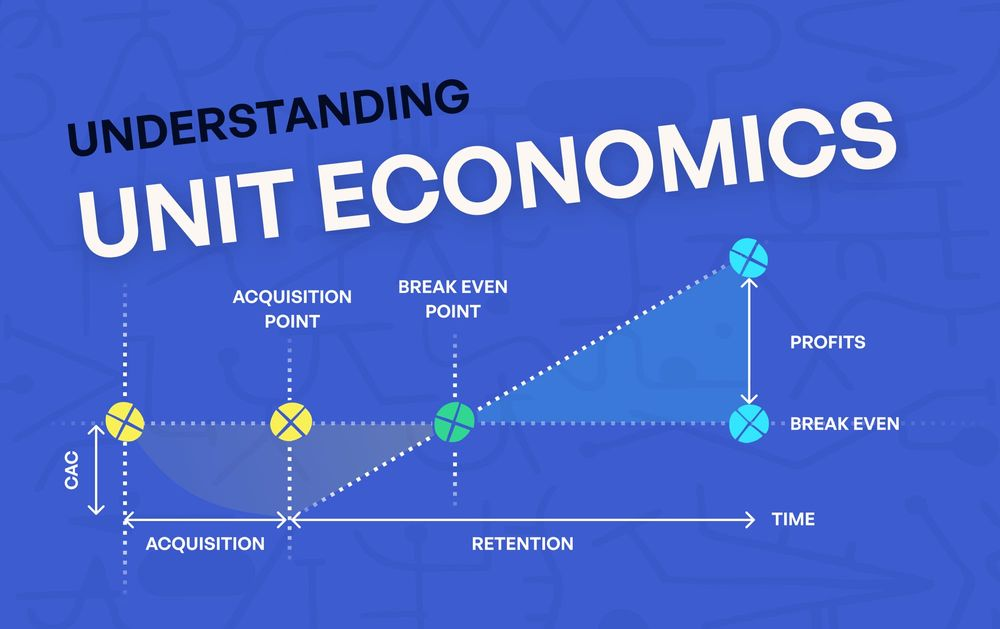 UNDERSTANDING
UNIT ECONOMICS
ACQUISITION
POINT
BREAK EVEN
POINT
PROFITS
BREAK EVEN
CAC
TIME
ACQUISITION
RETENTION